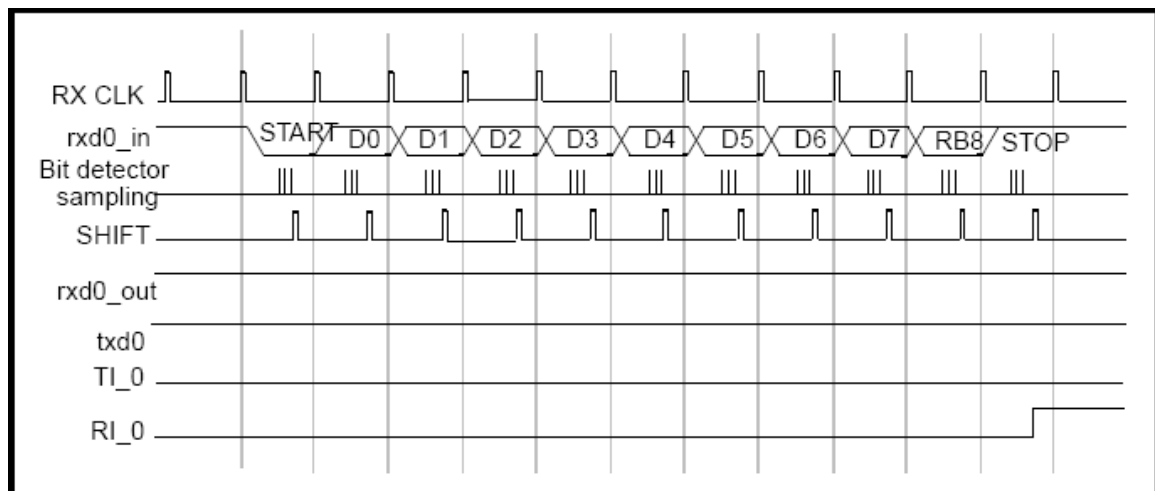 RX CLK
rxd0_in START D0 D1 D2 D3 D4 D5 D6 D7 RB8 STOP
Bit detector
sampling
SHIFT
rxd0_out
txd0
TI_0
RI_0